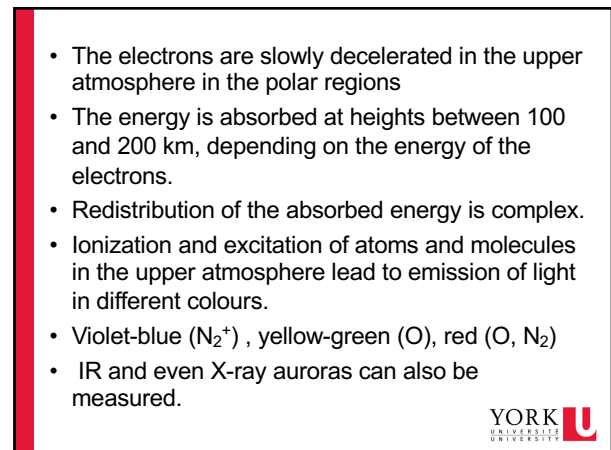 • The electrons are slowly decelerated in the upper
atmosphere in the polar regions
• The energy is absorbed at heights between 100
and 200 km, depending on the energy of the
electrons.
• Redistribution of the absorbed energy is complex.
• Ionization and excitation of atoms and molecules
in the upper atmosphere lead to emission of light
in different colours.
• Violet-blue (N₂⁺) , yellow-green (O), red (O, N₂)
• IR and even X-ray auroras can also be
measured.
YORK U
UNIVERSITÉ
UNIVERSITY